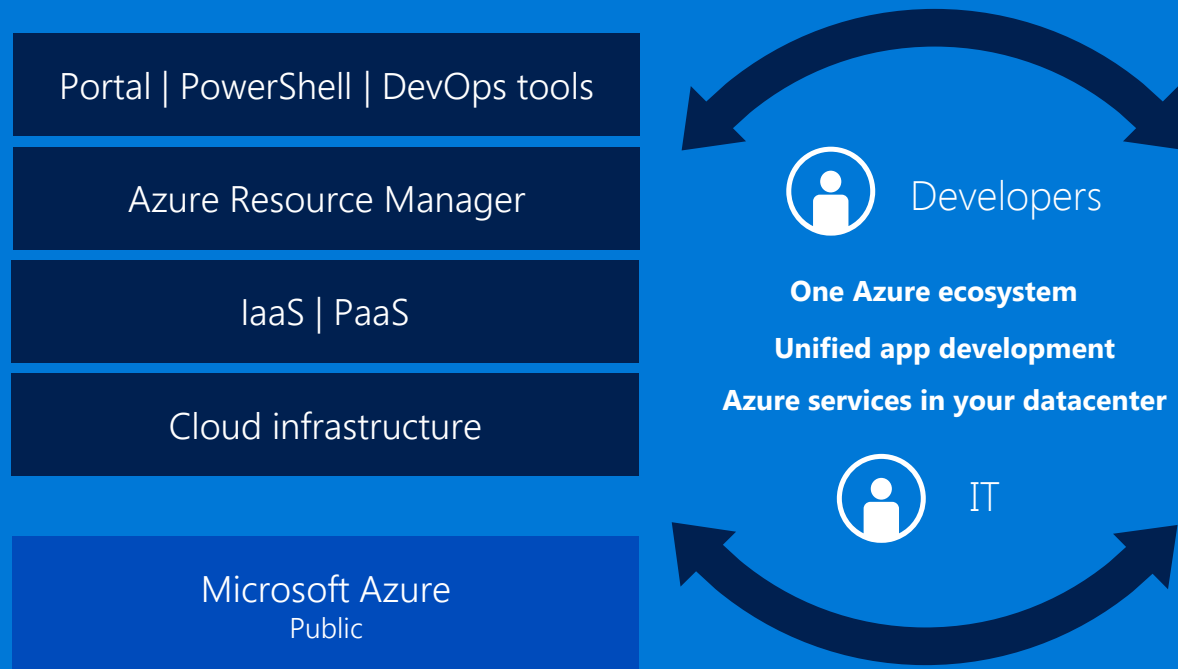 Portal | PowerShell | DevOps tools
Azure Resource Manager
IaaS | PaaS
Cloud infrastructure
Microsoft Azure
Public
Developers
One Azure ecosystem
Unified app development
Azure services in your datacenter
IT